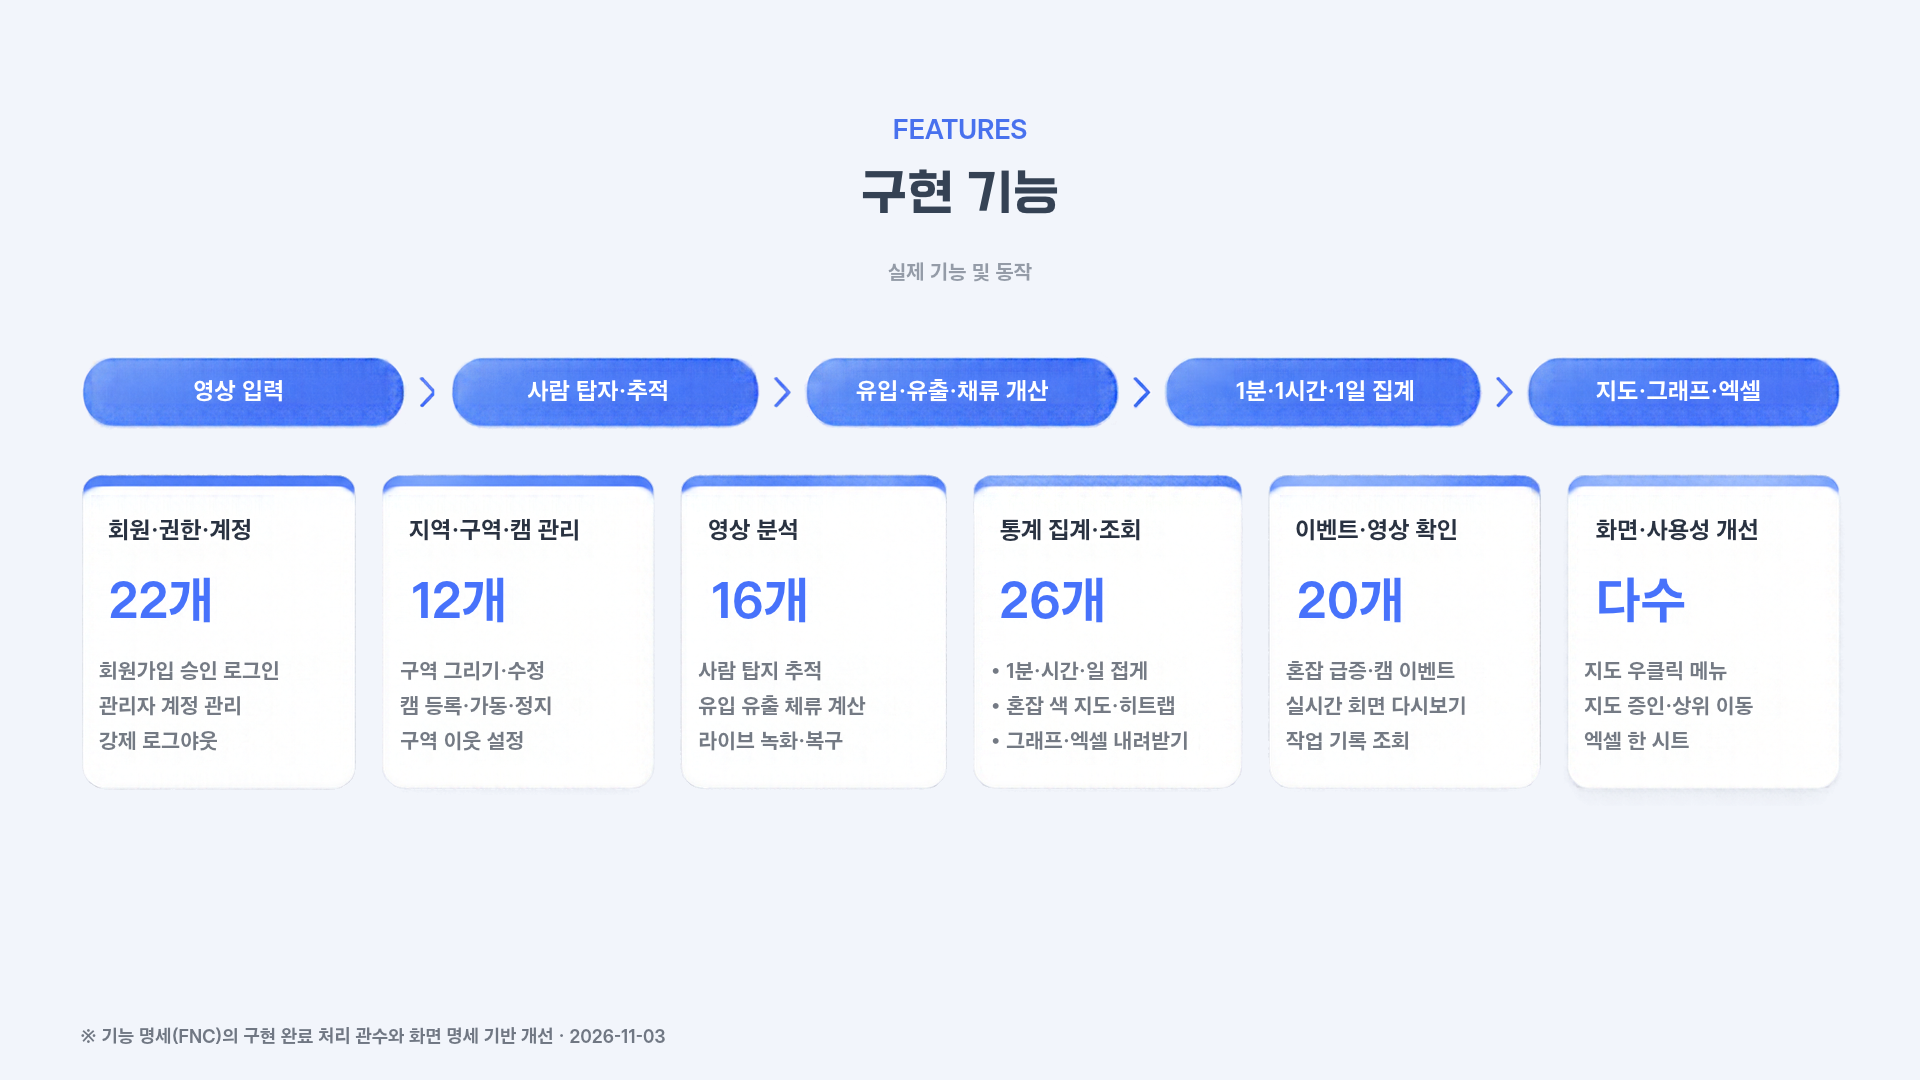 FEATURES
구현 기능
실제 기능 및 동작
영상 입력
사람 탑자·추적
유입·유출·채류 개산
1분·1시간·1일 집계
지도·그래프·엑셀
회원·권한·계정
22개
회원가입 승인 로그인
관리자 계정 관리
강제 로그야웃
지역·구역·캠 관리
12개
구역 그리기·수정
캠 등록·가동·정지
구역 이웃 설정
영상 분석
16개
사람 탑지 추적
유입 유출 체류 계산
라이브 녹화·복구
통계 집계·조회
26개
• 1분·시간·일 접게
• 혼잡 색 지도·히트랩
• 그래프·엑셀 내려받기
이벤트·영상 확인
20개
혼잡 급증·캠 이벤트
실시간 회면 다시보기
작업 기록 조회
화면·사용성 개선
다수
지도 우클릭 메뉴
지도 증인·상위 이동
엑셀 한 시트
※ 기능 명세(FNC)의 구현 완료 처리 관수와 화면 명세 기반 개선 · 2026-11-03